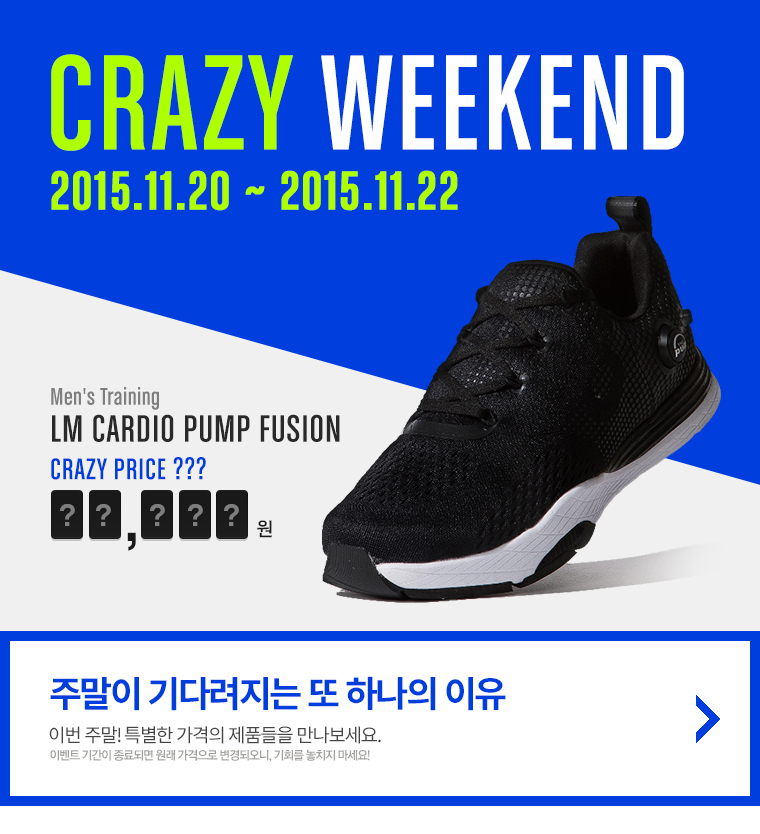 CRAZY WEEKEND
2015.11.20 ~ 2015.11.22
Men's Training
LM CARDIO PUMP FUSION
CRAZY PRICE ???
??,??? 원
주말이 기다려지는 또 하나의 이유
이번 주말! 특별한 가격의 제품들을 만나보세요.
이벤트 기간이 종료되면 원래 가격으로 변경되오니, 기회를 놓치지 마세요!